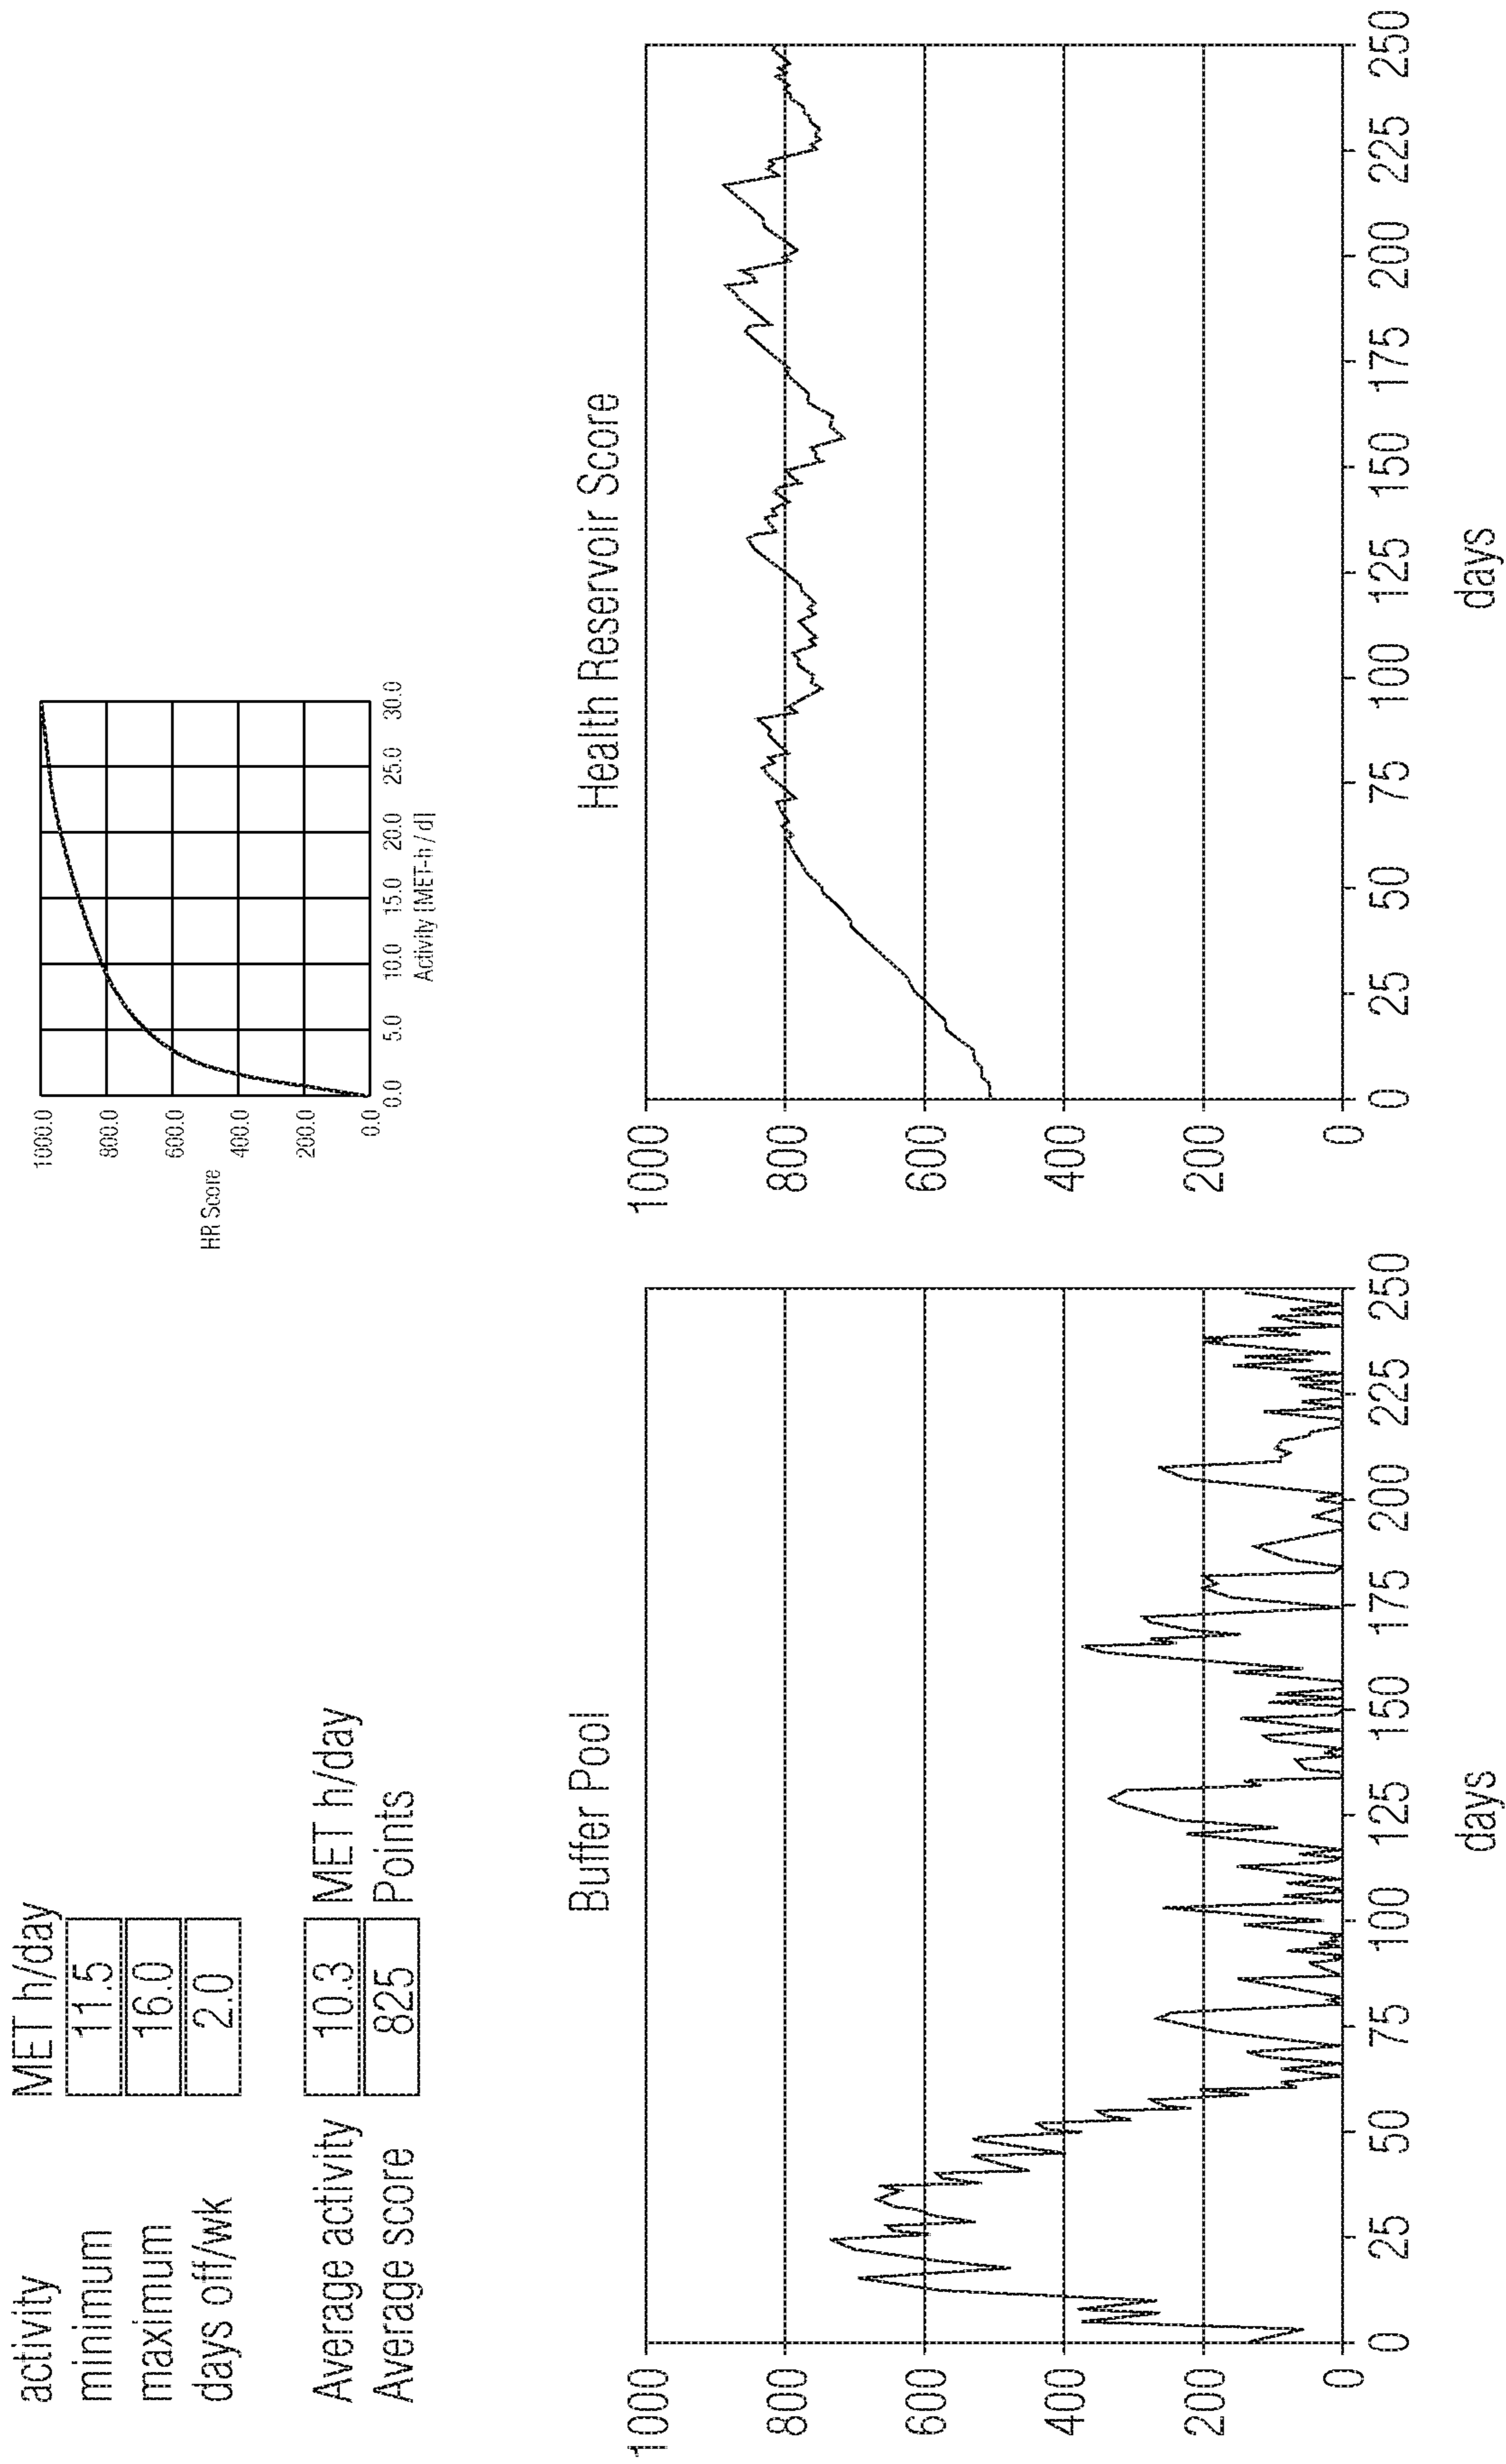 activity MET h/day
minimum 11.5
maximum 16.0
days off/wk 2.0
Average activity 10.3 MET h/day
Average score 825 Points
HR Score
1000.0
800.0
600.0
400.0
200.0
0.0
0.0 5.0 10.0 15.0 20.0 25.0 30.0
Activity [MET-h / d]
Buffer Pool
1000
800
600
400
200
0
0 25 50 75 100 125 150 175 200 225 250
days
Health Reservoir Score
1000
800
600
400
200
0
0 25 50 75 100 125 150 175 200 225 250
days